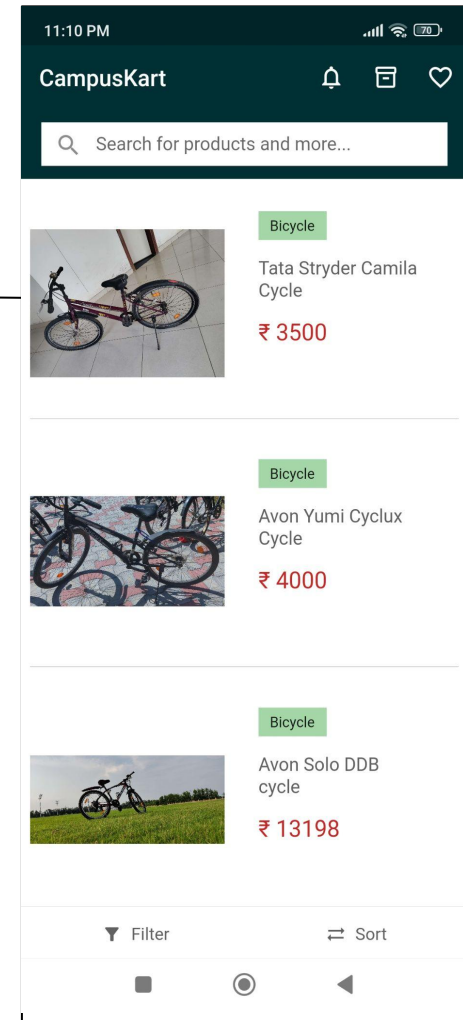 11:10 PM
70
CampusKart
Search for products and more...
Bicycle
Tata Stryder Camila
Cycle
₹ 3500
Bicycle
Avon Yumi Cyclux
Cycle
₹ 4000
Bicycle
Avon Solo DDB
cycle
₹ 13198
Filter
Sort